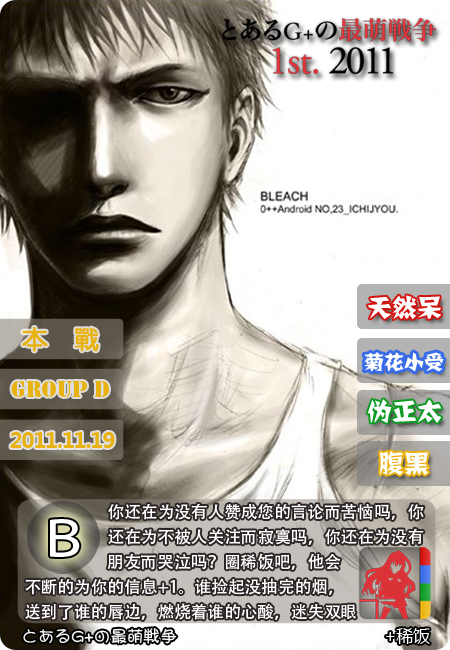 とあるG+の最萌戦争
1st. 2011
BLEACH
0++Android NO,23_ICHIJYOU.
天然呆
菊花小受
伪正太
腹黑
本 戰
GROUP D
2011.11.19
B
你还在为没有人赞成您的言论而苦恼吗，你
还在为不被人关注而寂寞吗，你还在为没有
朋友而哭泣吗？圈稀饭吧，他会
不断的为你的信息+1。谁捡起没抽完的烟，
送到了谁的唇边，燃烧着谁的心酸，迷失双眼
とあるG+の最萌戦争
+稀饭